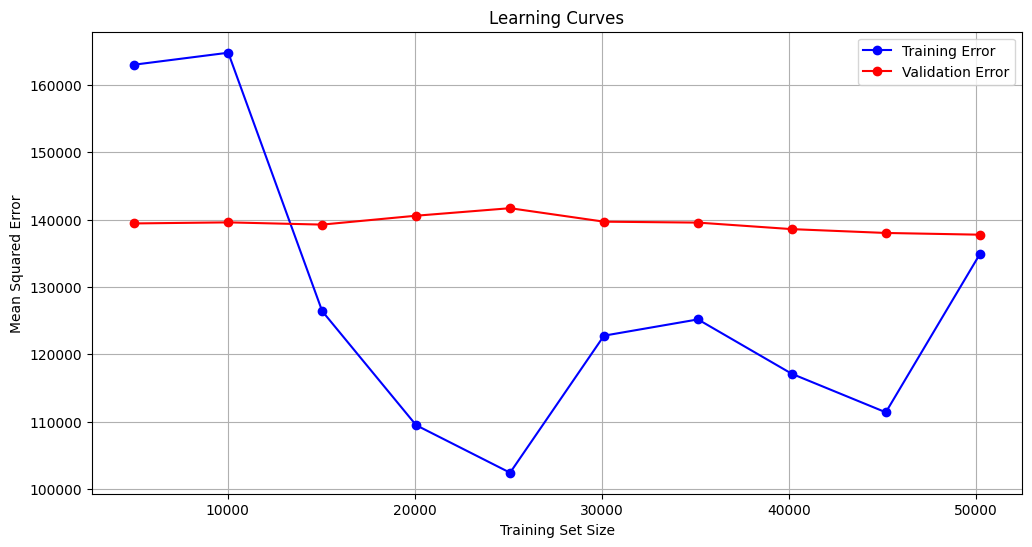 Learning Curves
Training Error
Validation Error
Mean Squared Error
160000
150000
140000
130000
120000
110000
100000
10000
20000
30000
40000
50000
Training Set Size